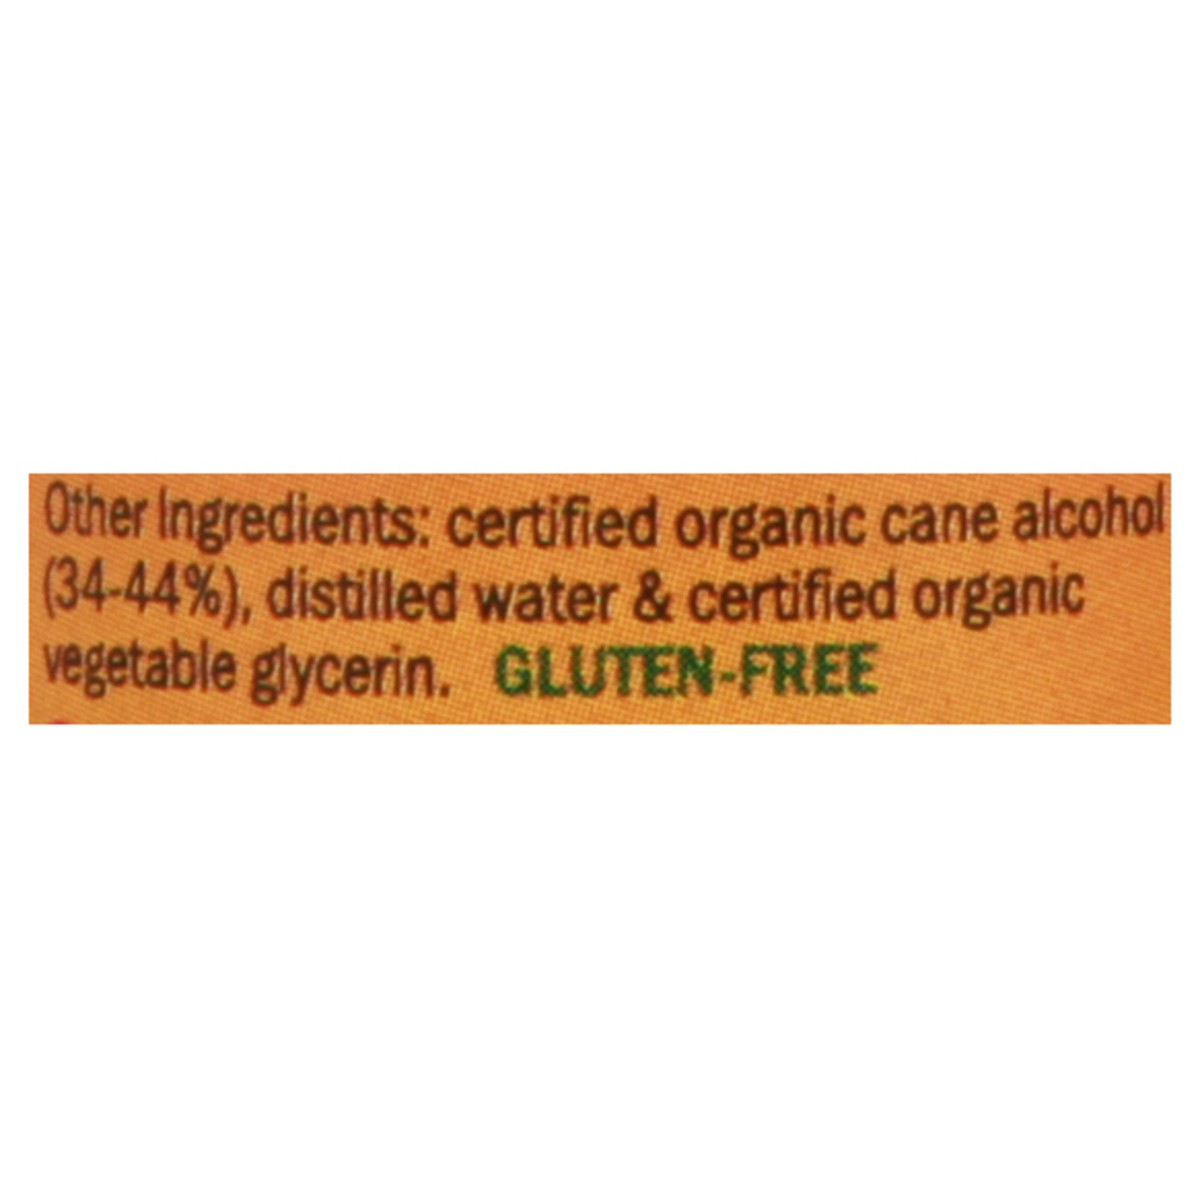 Other Ingredients: certified organic cane alcohol
(34-44%), distilled water & certified organic
vegetable glycerin. GLUTEN-FREE